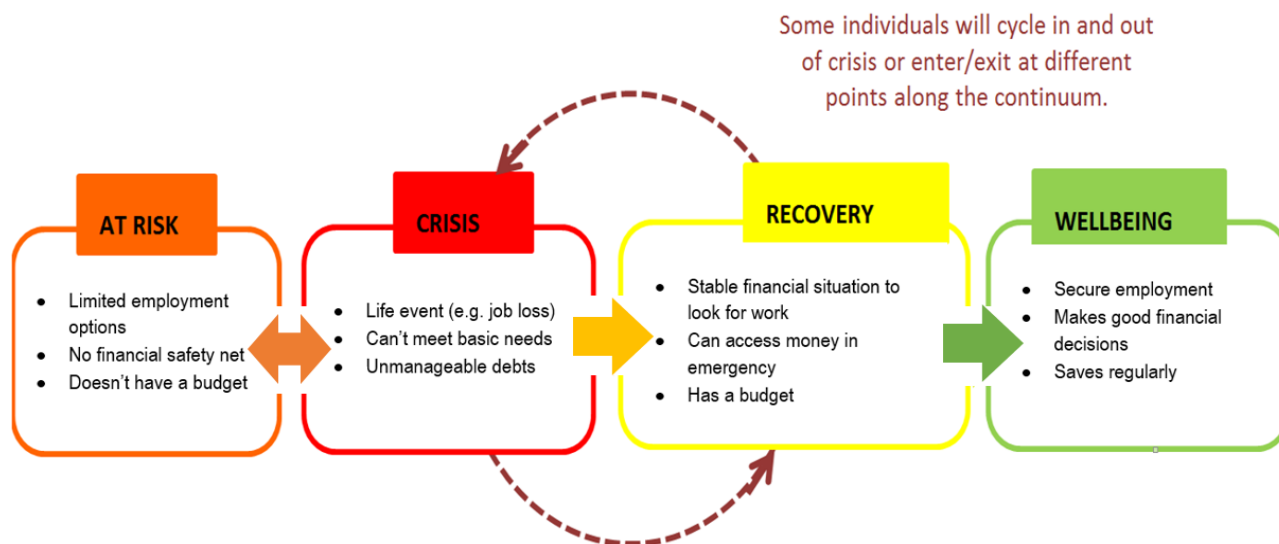 Some individuals will cycle in and out
of crisis or enter/exit at different
points along the continuum.
AT RISK
• Limited employment
options
• No financial safety net
• Doesn't have a budget
CRISIS
• Life event (e.g. job loss)
• Can't meet basic needs
• Unmanageable debts
RECOVERY
• Stable financial situation to
look for work
• Can access money in
emergency
• Has a budget
WELLBEING
• Secure employment
• Makes good financial
decisions
• Saves regularly